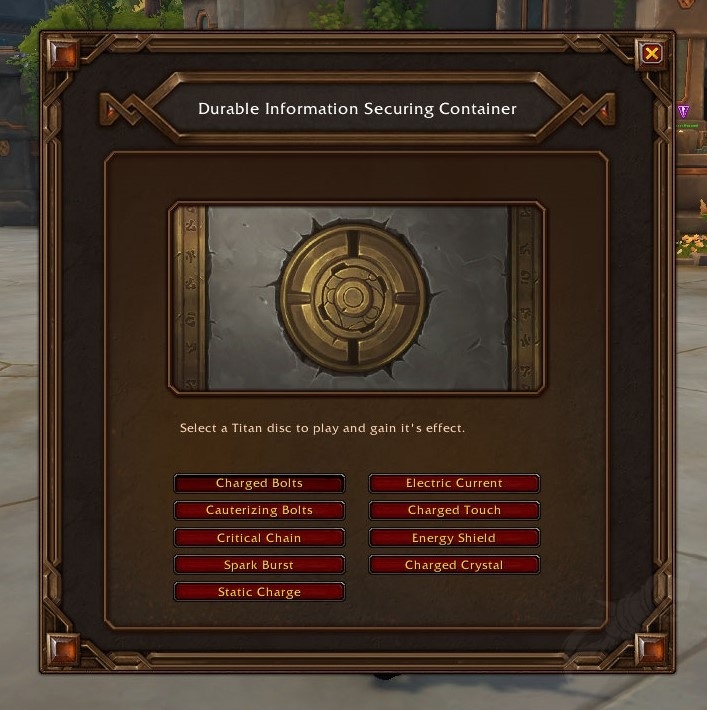 Durable Information Securing Container
Select a Titan disc to play and gain it's effect.
Charged Bolts
Electric Current
Cauterizing Bolts
Charged Touch
Critical Chain
Energy Shield
Spark Burst
Charged Crystal
Static Charge